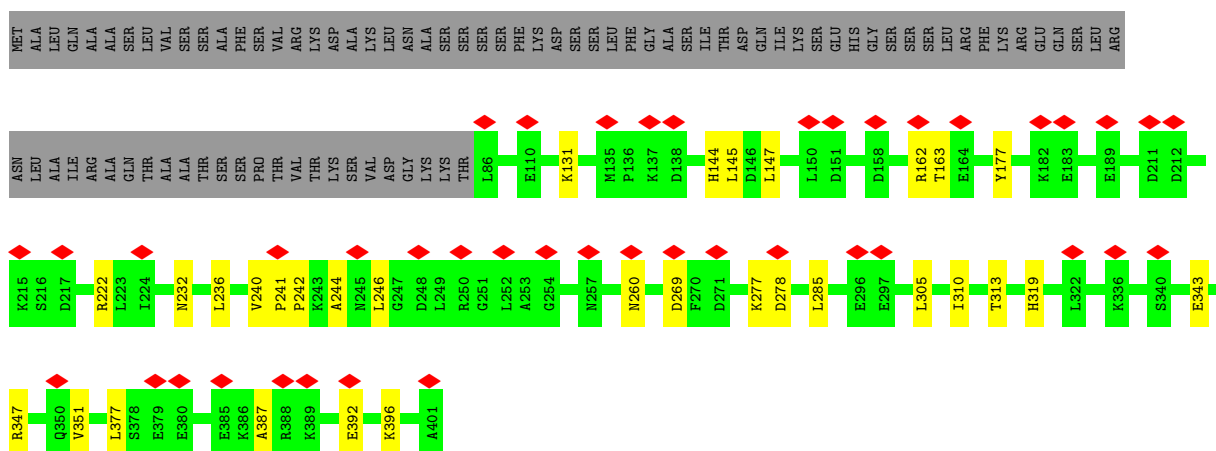 MET ALA LEU GLN ALA ALA SER LEU VAL SER SER ALA PHE SER VAL ARG LYS ASP ALA LYS LEU ASN ALA SER SER SER SER PHE LYS ASP SER SER LEU PHE GLY ALA SER ILE THR ASP GLN ILE LYS SER GLU HIS GLY SER SER SER LEU ARG PHE LYS ARG GLU GLN SER LEU ARG
ASN LEU ALA ILE ARG ALA GLN THR ALA ALA THR SER SER PRO THR VAL THR LYS SER VAL ASP GLY LYS LYS THR L86 E110 K131 M135 P136 K137 D138 H144 L145 D146 L147 L150 D151 D158 R162 T163 E164 Y177 K182 E183 E189 D211 D212
K215 S216 D217 R222 L223 I224 N232 L236 V240 P241 P242 K243 A244 N245 L246 G247 D248 L249 R250 G251 L252 A253 G254 N257 N260 D269 F270 D271 K277 D278 L285 E296 E297 L305 I310 T313 H319 L322 K336 S340 E343
R347 Q350 V351 L377 S378 E379 E380 E385 K386 A387 R388 K389 E392 K396 A401